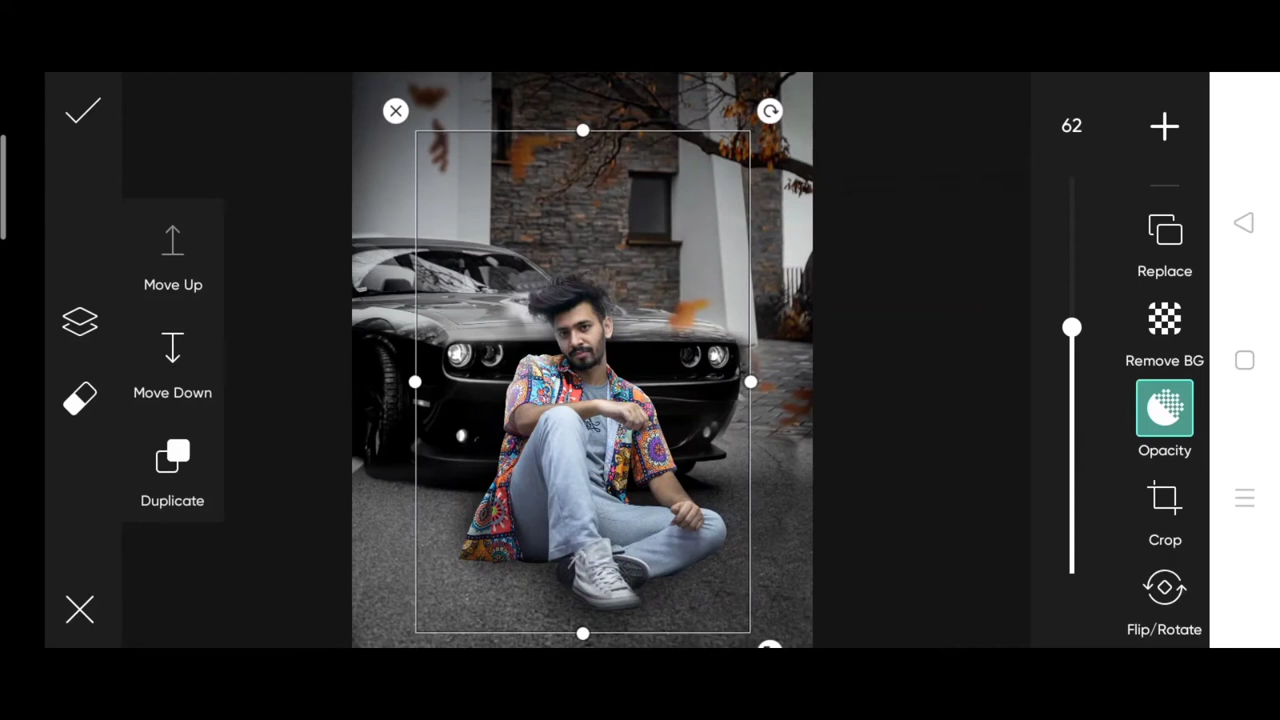 Move Up
Move Down
Duplicate
62
Replace
Remove BG
Opacity
Crop
Flip/Rotate